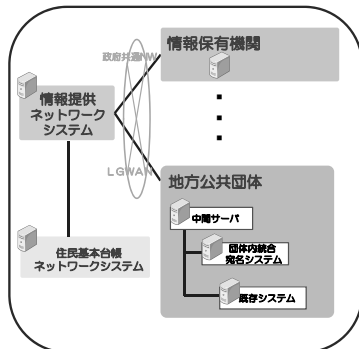 政府共通NW
情報保有機関
情報提供
ネットワーク
システム
LGWAN
地方公共団体
中間サーバ
団体内統合
宛名システム
既存システム
住民基本台帳
ネットワークシステム